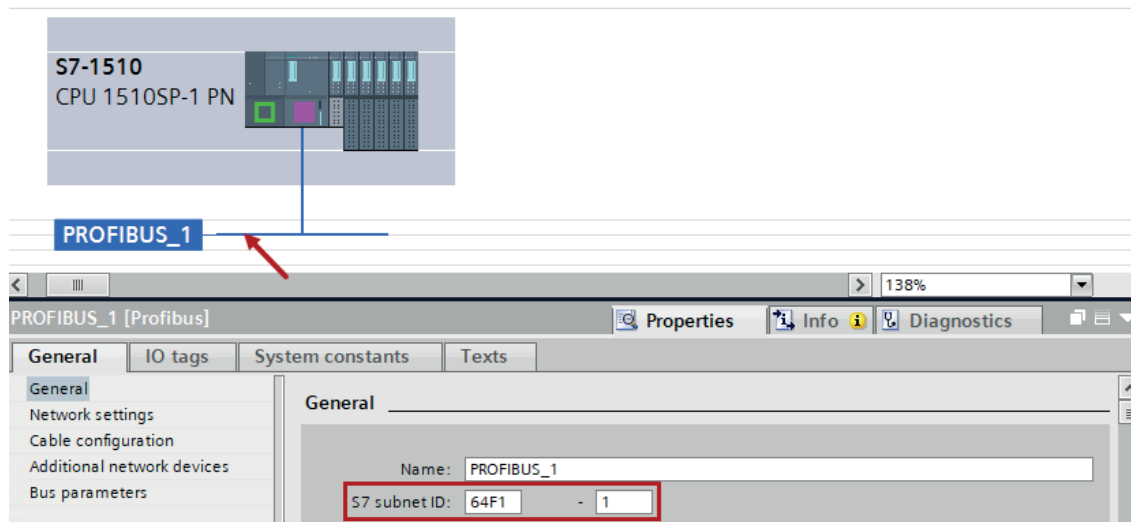 S7-1510
CPU 1510SP-1 PN
PROFIBUS_1
138%
PROFIBUS_1 [Profibus]
Properties
Info
Diagnostics
General
IO tags
System constants
Texts
General
Network settings
Cable configuration
Additional network devices
Bus parameters
General
Name: PROFIBUS_1
S7 subnet ID: 64F1 - 1